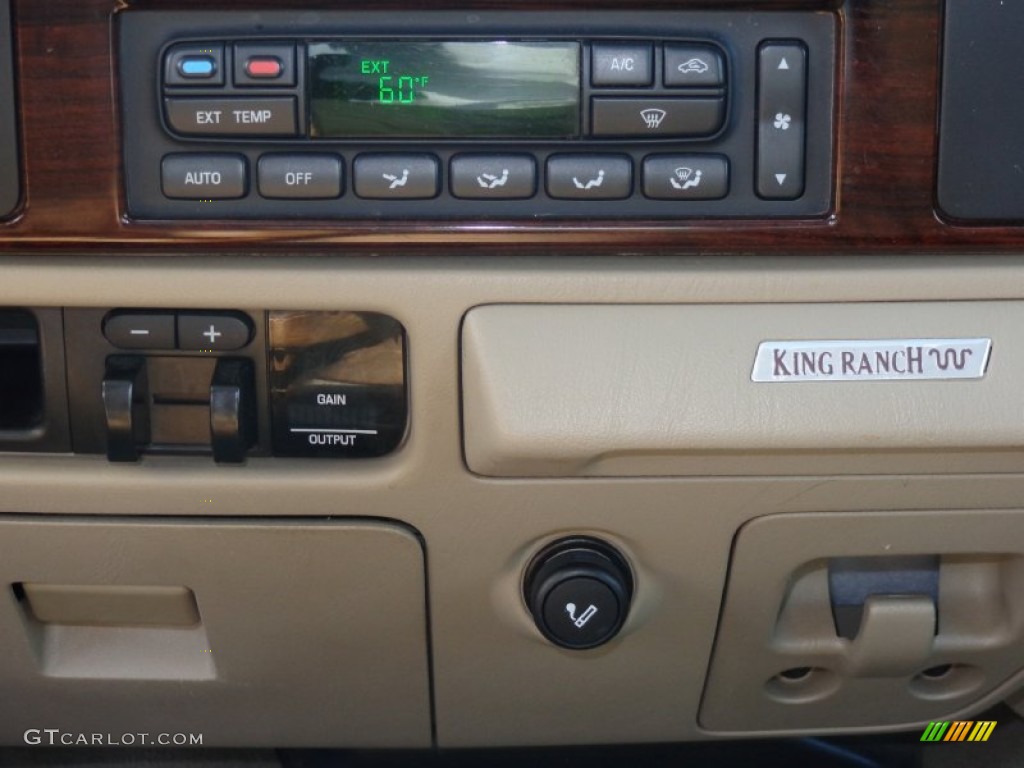 A/C
EXT
60°F
EXT TEMP
AUTO OFF
- +
KING RANCH
GAIN
OUTPUT
GTCARLOT.COM